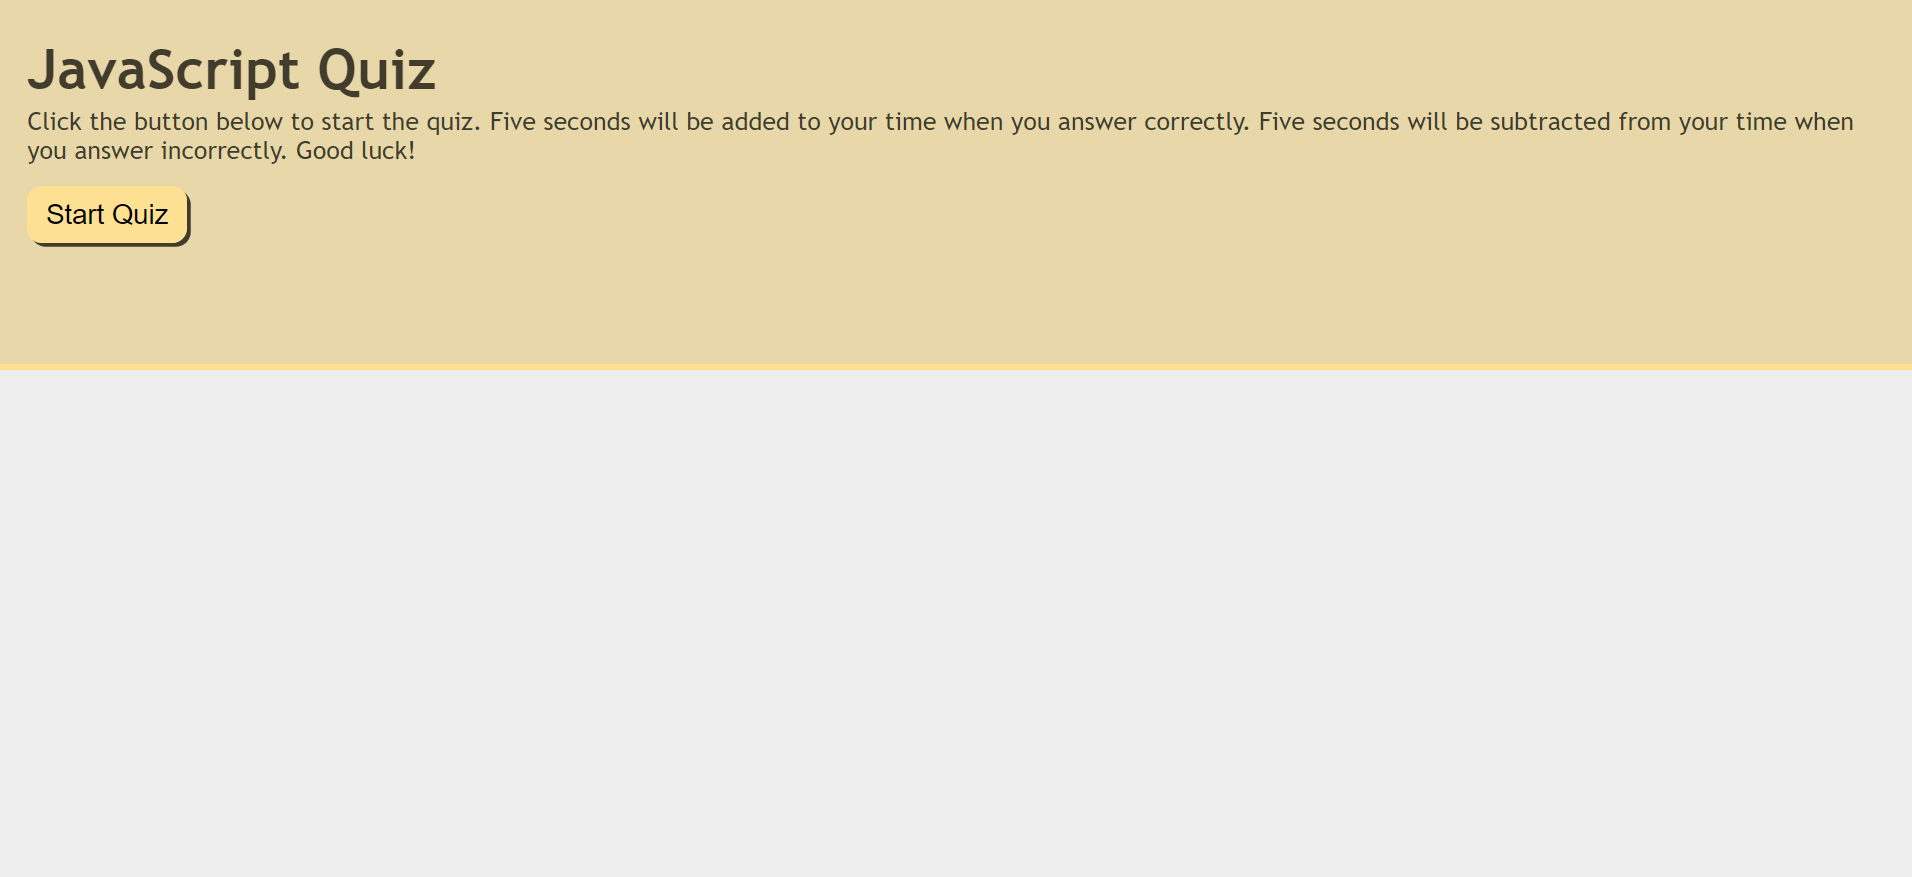 JavaScript Quiz
Click the button below to start the quiz. Five seconds will be added to your time when you answer correctly. Five seconds will be subtracted from your time when
you answer incorrectly. Good luck!
Start Quiz